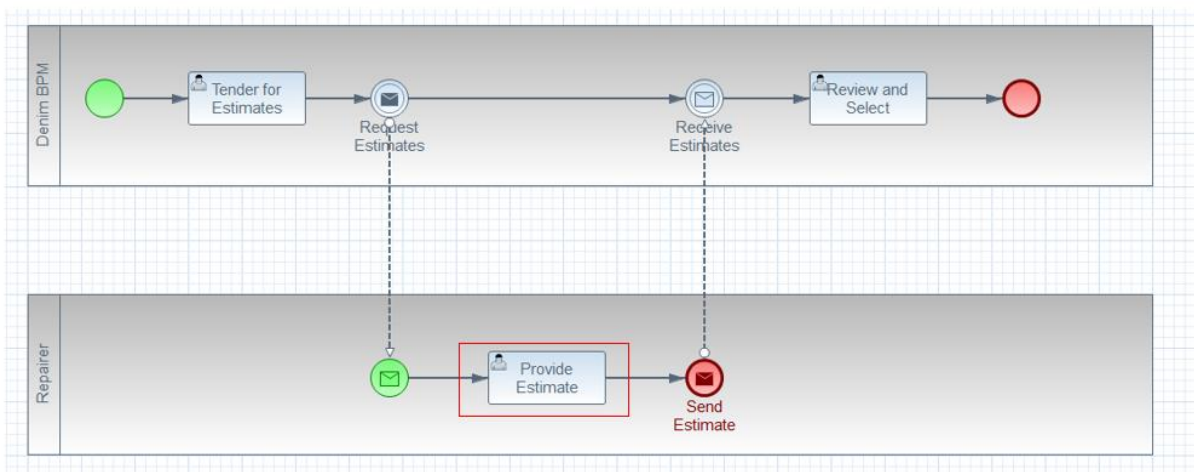 Denim BPM
Tender for
Estimates
Request
Estimates
Receive
Estimates
Review and
Select
Repairer
Provide
Estimate
Send
Estimate